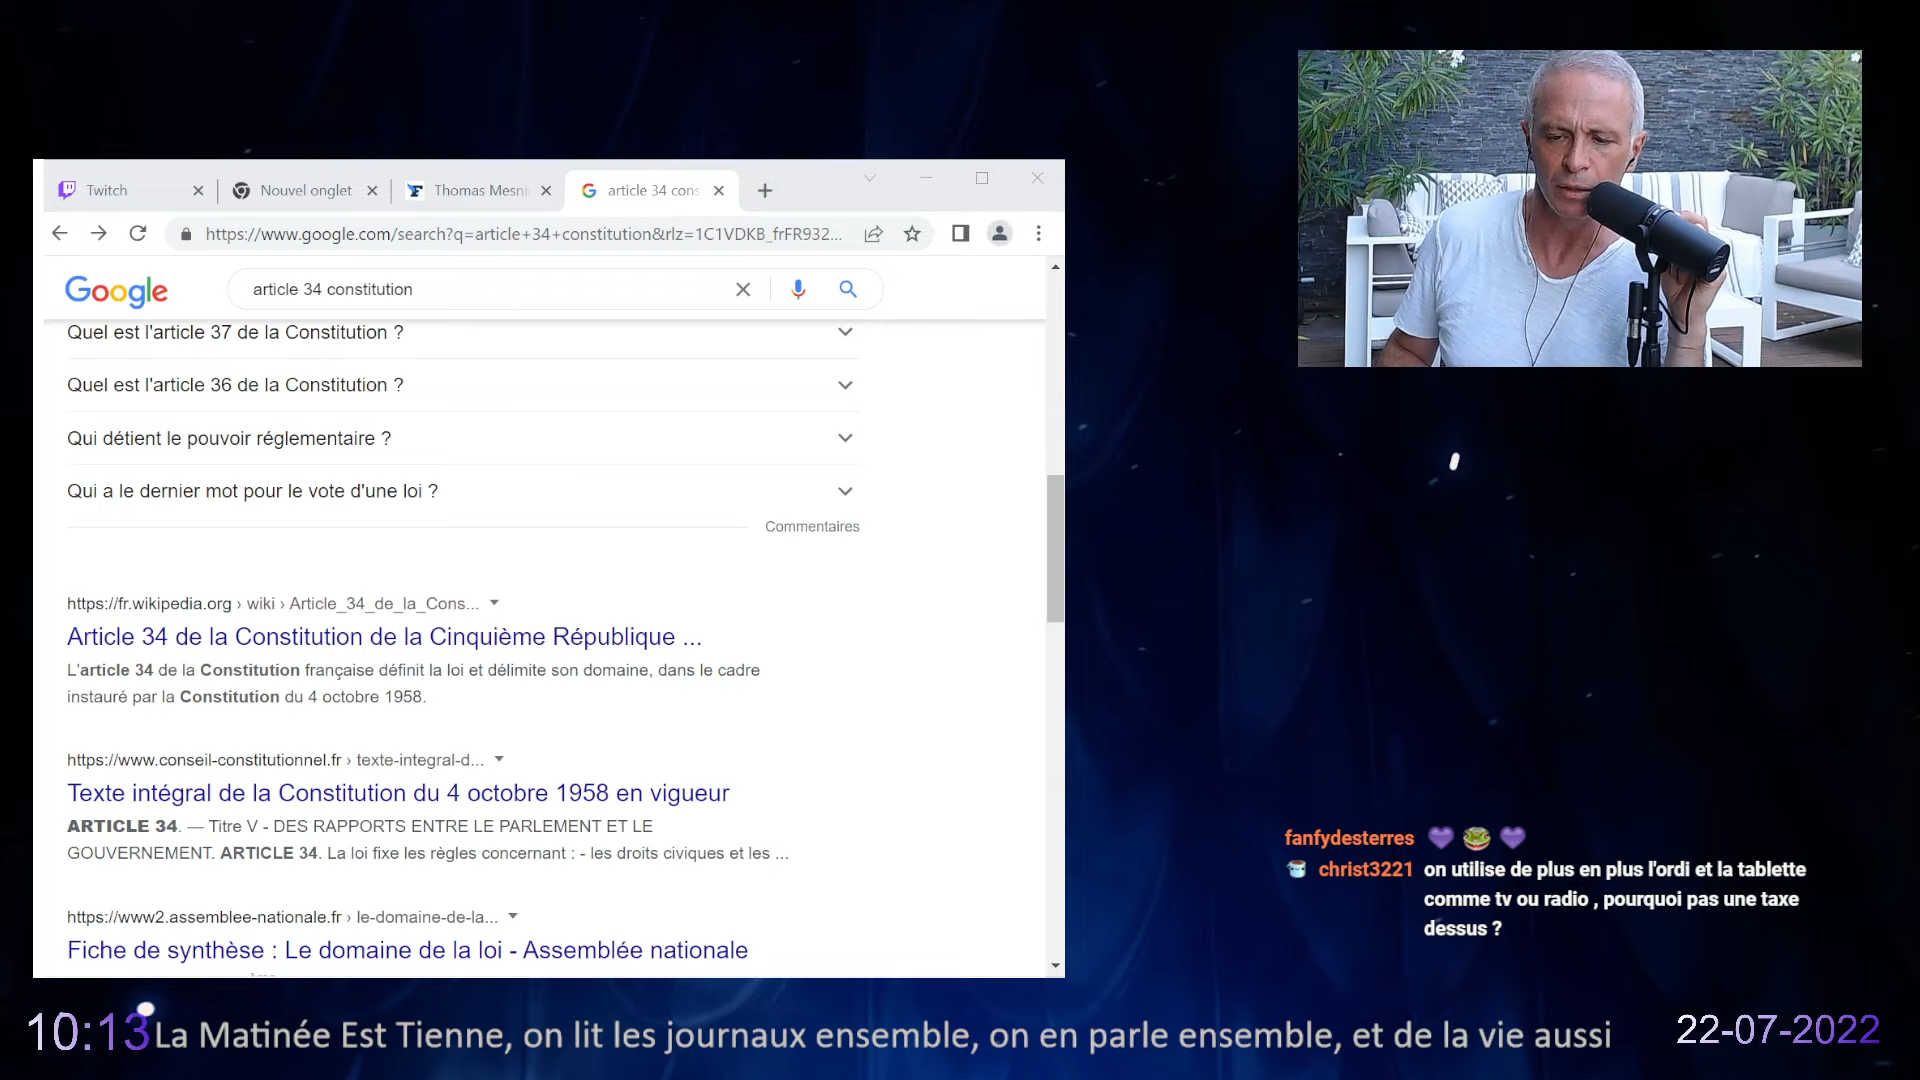 Twitch
Nouvel onglet
Thomas Mesni
article 34 cons
https://www.google.com/search?q=article+34+constitution&rlz=1C1VDKB_frFR932...
Google
article 34 constitution
Quel est l'article 37 de la Constitution ?
Quel est l'article 36 de la Constitution ?
Qui détient le pouvoir réglementaire ?
Qui a le dernier mot pour le vote d'une loi ?
Commentaires
https://fr.wikipedia.org › wiki › Article_34_de_la_Cons...
Article 34 de la Constitution de la Cinquième République ...
L'article 34 de la Constitution française définit la loi et délimite son domaine, dans le cadre
instauré par la Constitution du 4 octobre 1958.
https://www.conseil-constitutionnel.fr › texte-integral-d...
Texte intégral de la Constitution du 4 octobre 1958 en vigueur
ARTICLE 34. — Titre V - DES RAPPORTS ENTRE LE PARLEMENT ET LE
GOUVERNEMENT. ARTICLE 34. La loi fixe les règles concernant : - les droits civiques et les ...
https://www2.assemblee-nationale.fr › le-domaine-de-la...
Fiche de synthèse : Le domaine de la loi - Assemblée nationale
fanfydesterres
christ3221 on utilise de plus en plus l'ordi et la tablette
comme tv ou radio , pourquoi pas une taxe
dessus ?
10:13 La Matinée Est Tienne, on lit les journaux ensemble, on en parle ensemble, et de la vie aussi 22-07-2022